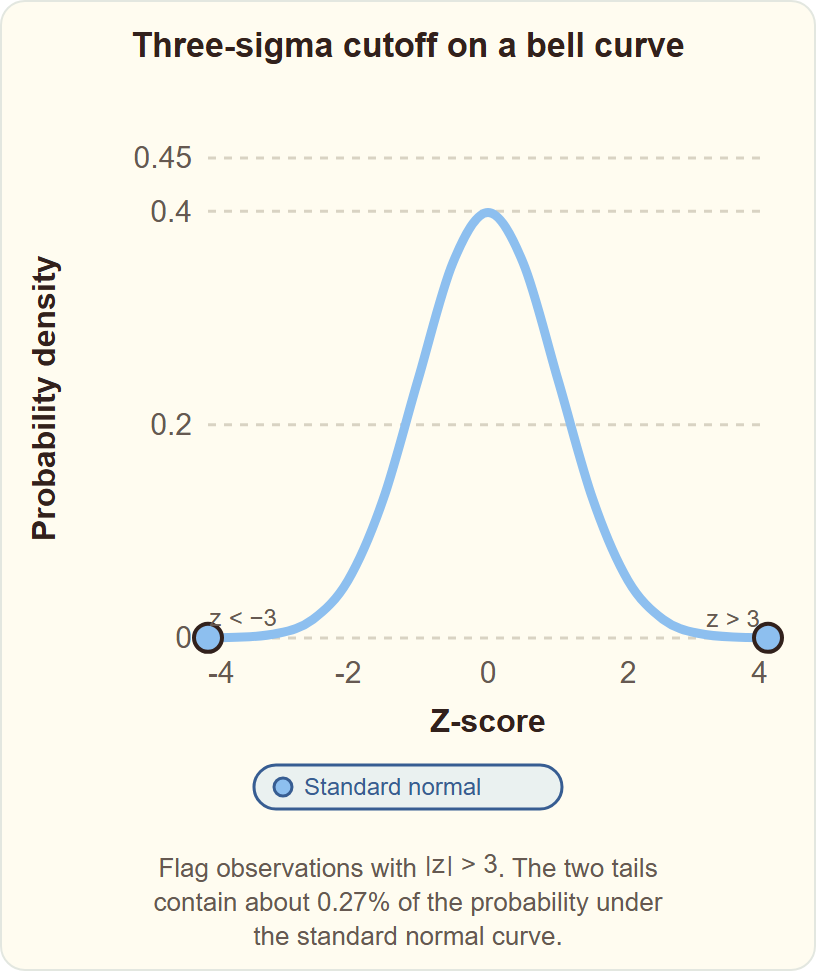 Three-sigma cutoff on a bell curve
0.45
0.4
0.2
0
Probability density
z < −3
z > 3
-4
-2
0
2
4
Z-score
Standard normal
Flag observations with |z| > 3. The two tails
contain about 0.27% of the probability under
the standard normal curve.